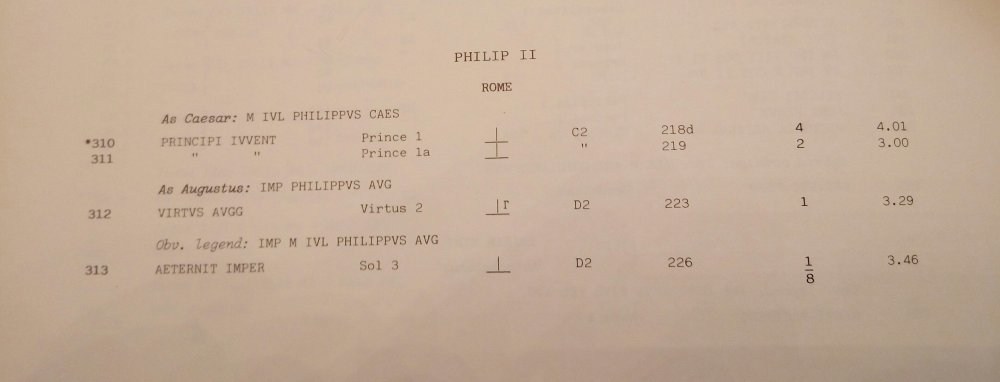 PHILIP II
ROME
As Caesar: M IVL PHILIPPVS CAES
*310 PRINCIPI IVVENT Prince 1 C2 218d 4 4.01
311 " " Prince 1a " 219 2 3.00
As Augustus: IMP PHILIPPVS AVG
312 VIRTVS AVGG Virtus 2 Γ D2 223 1 3.29
Obv. legend: IMP M IVL PHILIPPVS AVG
313 AETERNIT IMPER Sol 3 D2 226 1 3.46
8